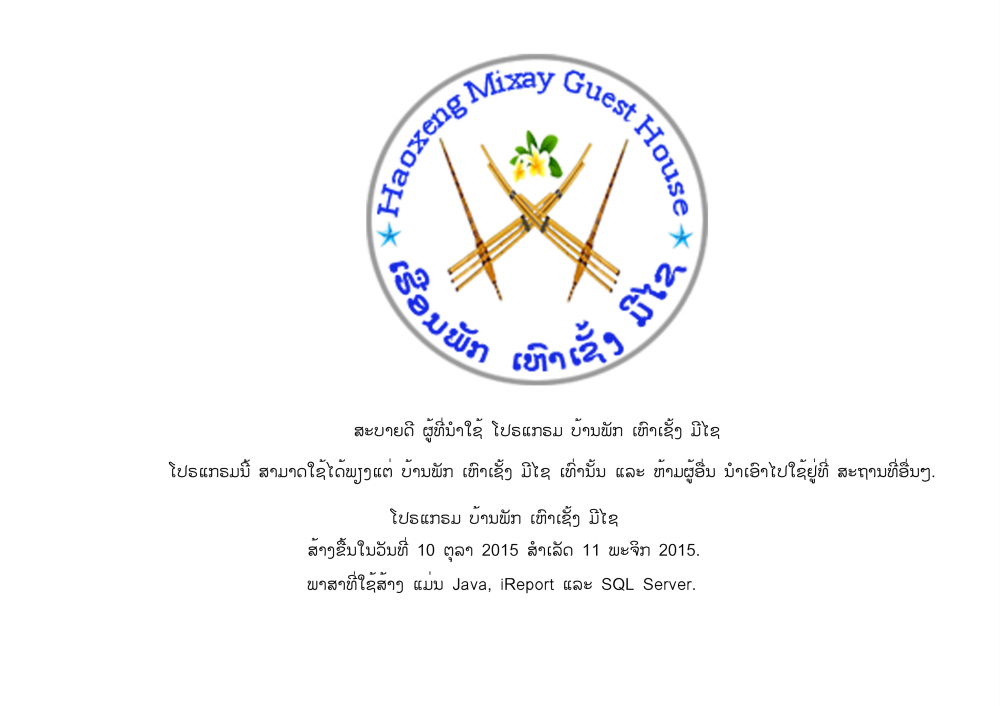 Haoxeng Mixay Guest House
ເຮືອນພັກ ເຫົາເຊັ້ງ ມີໄຊ
ສະບາຍດີ ຜູ້ທີ່ນຳໃຊ້ ໂປຣແກຣມ ບ້ານພັກ ເຫົາເຊັ້ງ ມີໄຊ
ໂປຣແກຣມນີ້ ສາມາດໃຊ້ໄດ້ພຽງແຕ່ ບ້ານພັກ ເຫົາເຊັ້ງ ມີໄຊ ເທົ່ານັ້ນ ແລະ ຫ້າມຜູ້ອື່ນ ນຳເອົາໄປໃຊ້ຢູ່ທີ່ ສະຖານທີ່ອື່ນໆ.
ໂປຣແກຣມ ບ້ານພັກ ເຫົາເຊັ້ງ ມີໄຊ
ສ້າງຂື້ນໃນວັນທີ່ 10 ຕຸລາ 2015 ສຳເລັດ 11 ພະຈິກ 2015.
ພາສາທີ່ໃຊ້ສ້າງ ແມ່ນ Java, iReport ແລະ SQL Server.